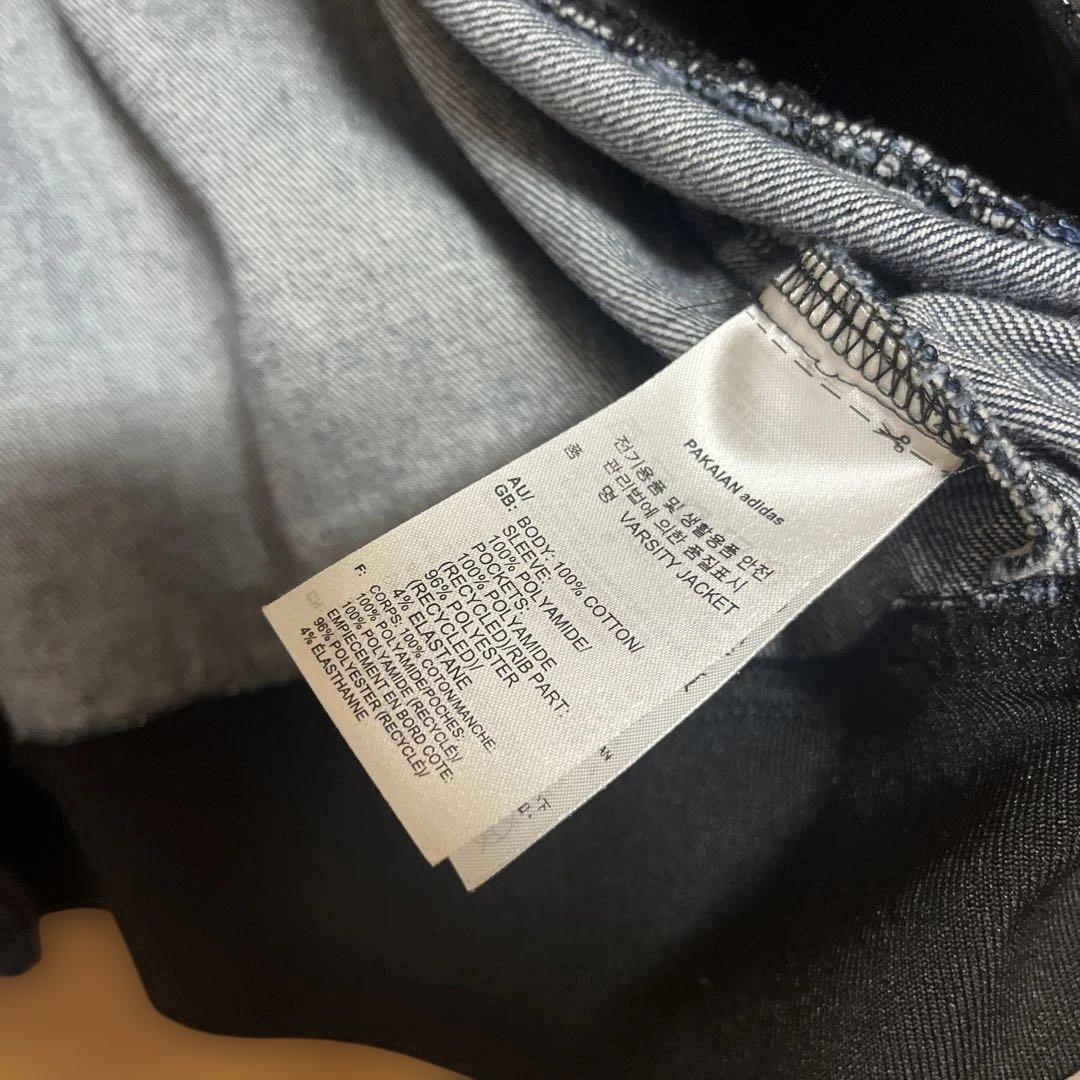 PAKAIAN adidas
전기용품 및 생활용품 안전
관리법에 의한 품질표시
품 명 VARSITY JACKET
AU/
GB: BODY: 100% COTTON/
SLEEVE:
100% POLYAMIDE/
POCKETS:
100% POLYAMIDE
(RECYCLED)/RIB PART:
96% POLYESTER
(RECYCLED)/
4% ELASTANE
F: CORPS: 100% COTON/MANCHE:
100% POLYAMIDE/POCHES:
100% POLYAMIDE (RECYCLÉ)/
EMPIECEMENT EN BORD COTE:
96% POLYESTER (RECYCLÉ)/
4% ÉLASTHANNE